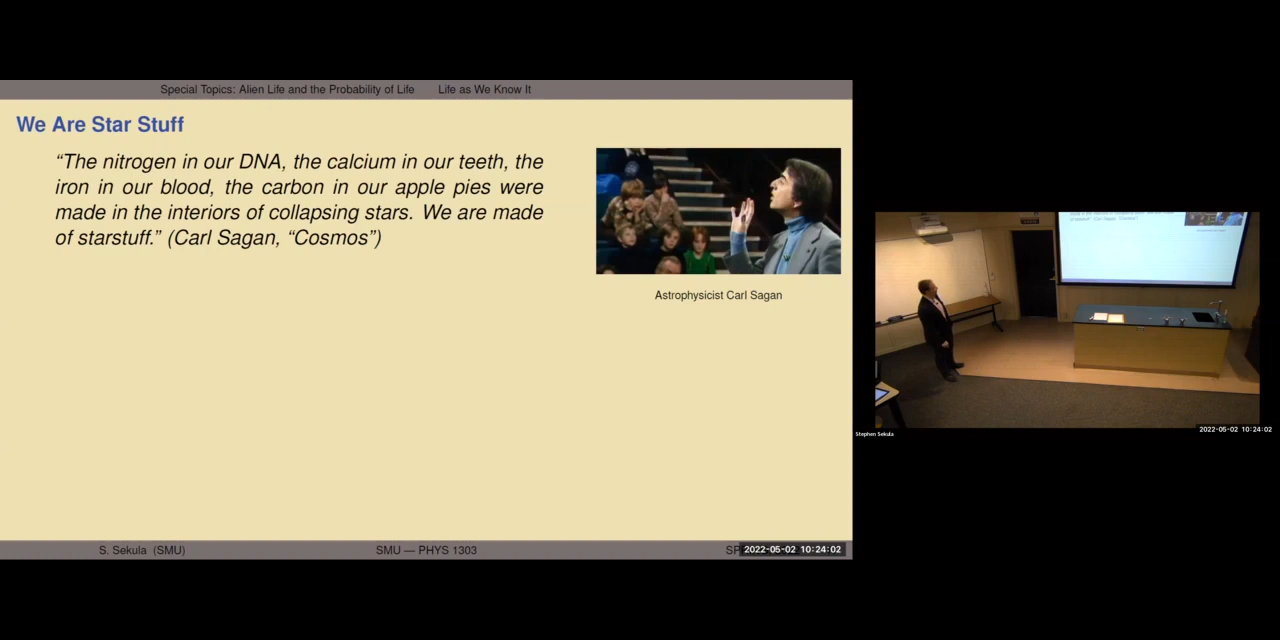 Special Topics: Alien Life and the Probability of Life Life as We Know It
We Are Star Stuff
“The nitrogen in our DNA, the calcium in our teeth, the
iron in our blood, the carbon in our apple pies were
made in the interiors of collapsing stars. We are made
of starstuff.” (Carl Sagan, “Cosmos”)
Astrophysicist Carl Sagan
S. Sekula (SMU) SMU — PHYS 1303 2022-05-02 10:24:02
Stephen Sekula
2022-05-02 10:24:02